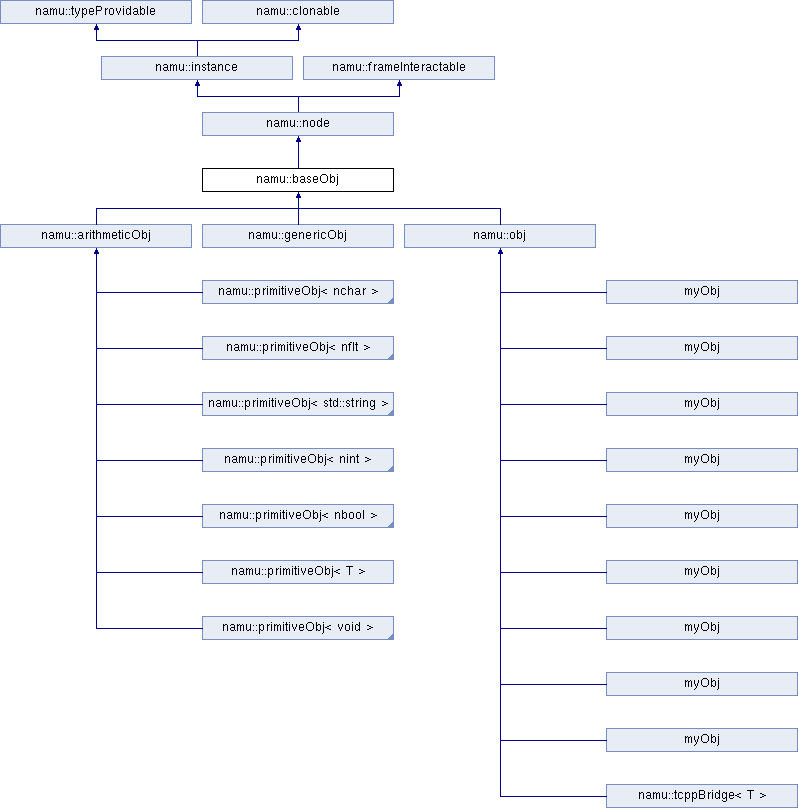 namu::typeProvidable
namu::clonable
namu::instance
namu::frameInteractable
namu::node
namu::baseObj
namu::arithmeticObj
namu::genericObj
namu::obj
namu::primitiveObj< nchar >
myObj
namu::primitiveObj< nflt >
myObj
namu::primitiveObj< std::string >
myObj
namu::primitiveObj< nint >
myObj
namu::primitiveObj< nbool >
myObj
namu::primitiveObj< T >
myObj
namu::primitiveObj< void >
myObj
myObj
myObj
namu::tcppBridge< T >